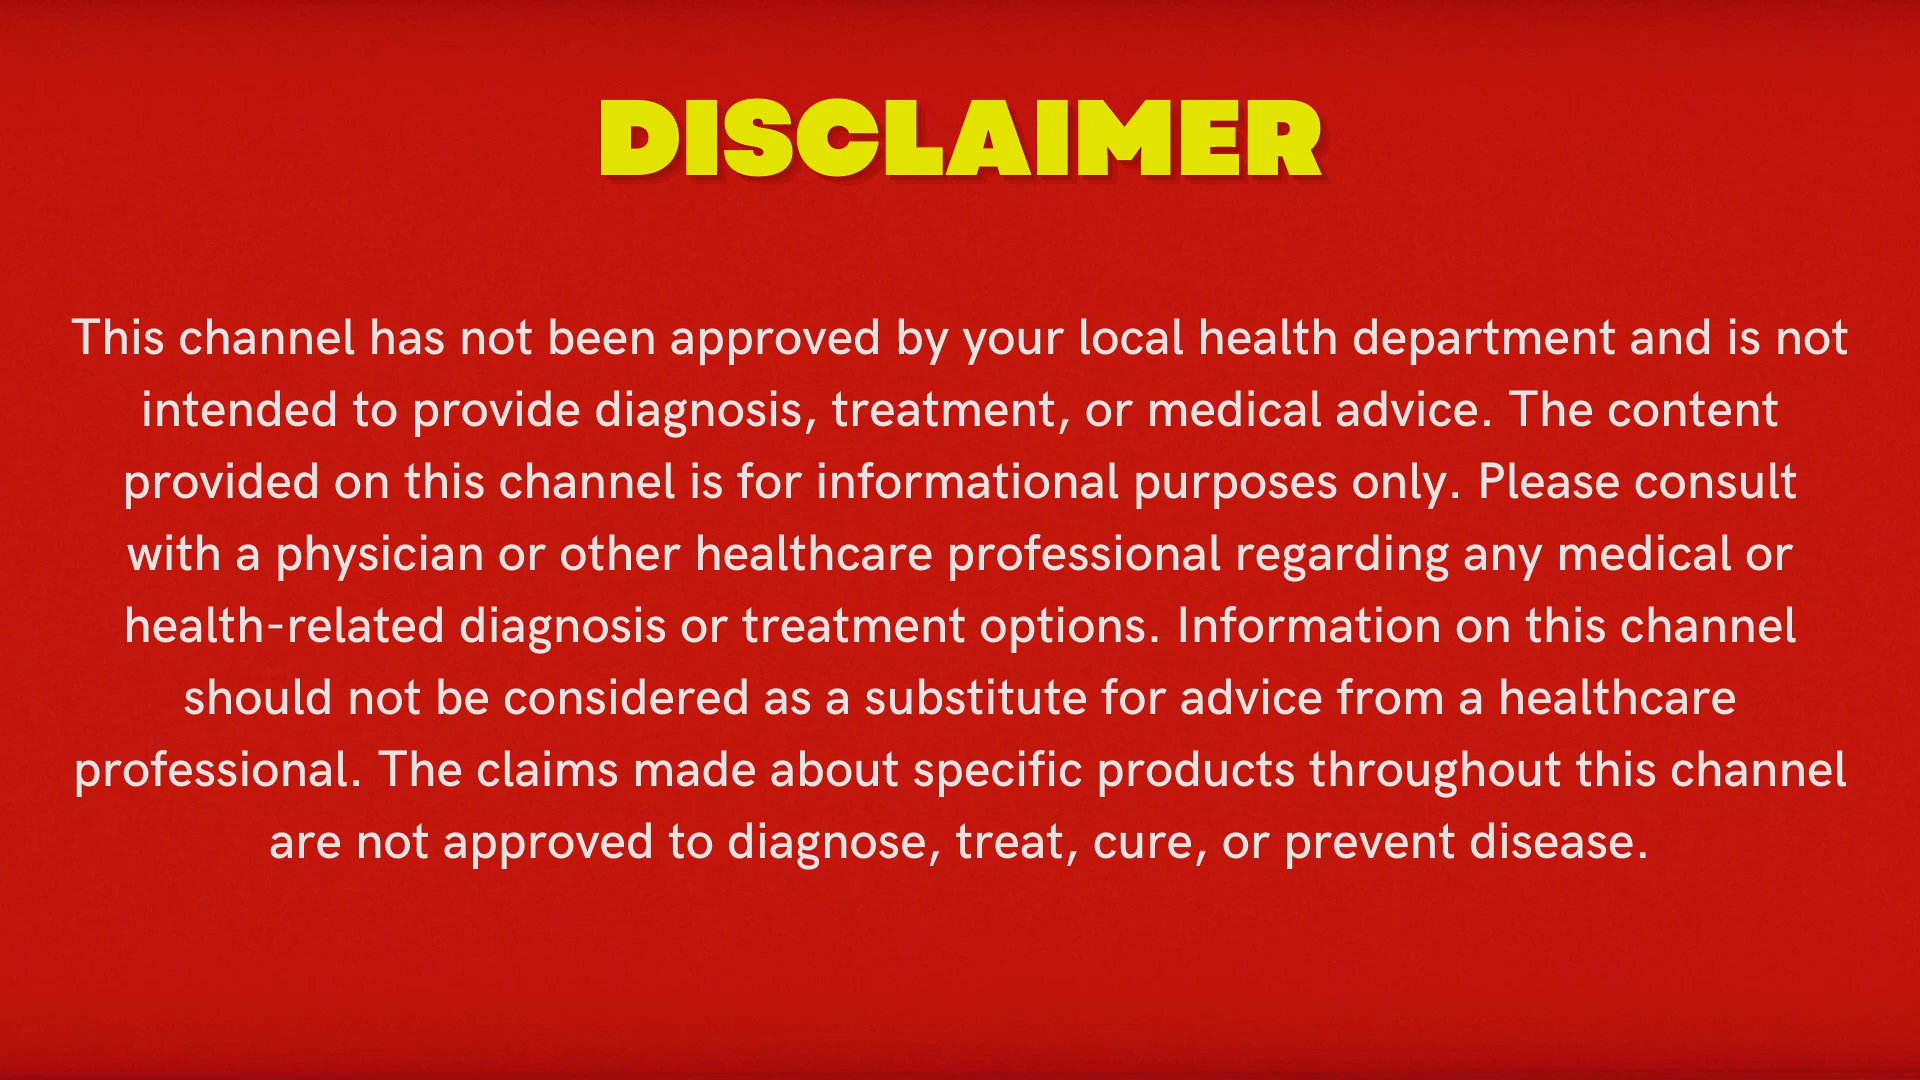 DISCLAIMER
This channel has not been approved by your local health department and is not
intended to provide diagnosis, treatment, or medical advice. The content
provided on this channel is for informational purposes only. Please consult
with a physician or other healthcare professional regarding any medical or
health-related diagnosis or treatment options. Information on this channel
should not be considered as a substitute for advice from a healthcare
professional. The claims made about specific products throughout this channel
are not approved to diagnose, treat, cure, or prevent disease.